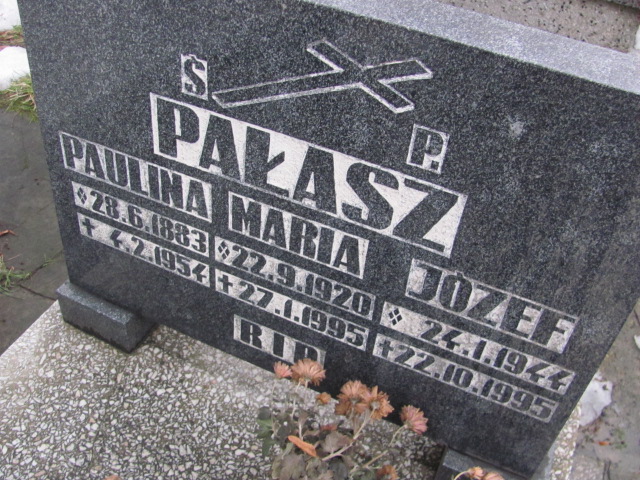 Ś P
PAŁASZ
PAULINA MARIA JÓZEF
28.6.1883 22.9.1920 24.1.1944
4.2.1954 27.1.1995 22.10.1995
RIP